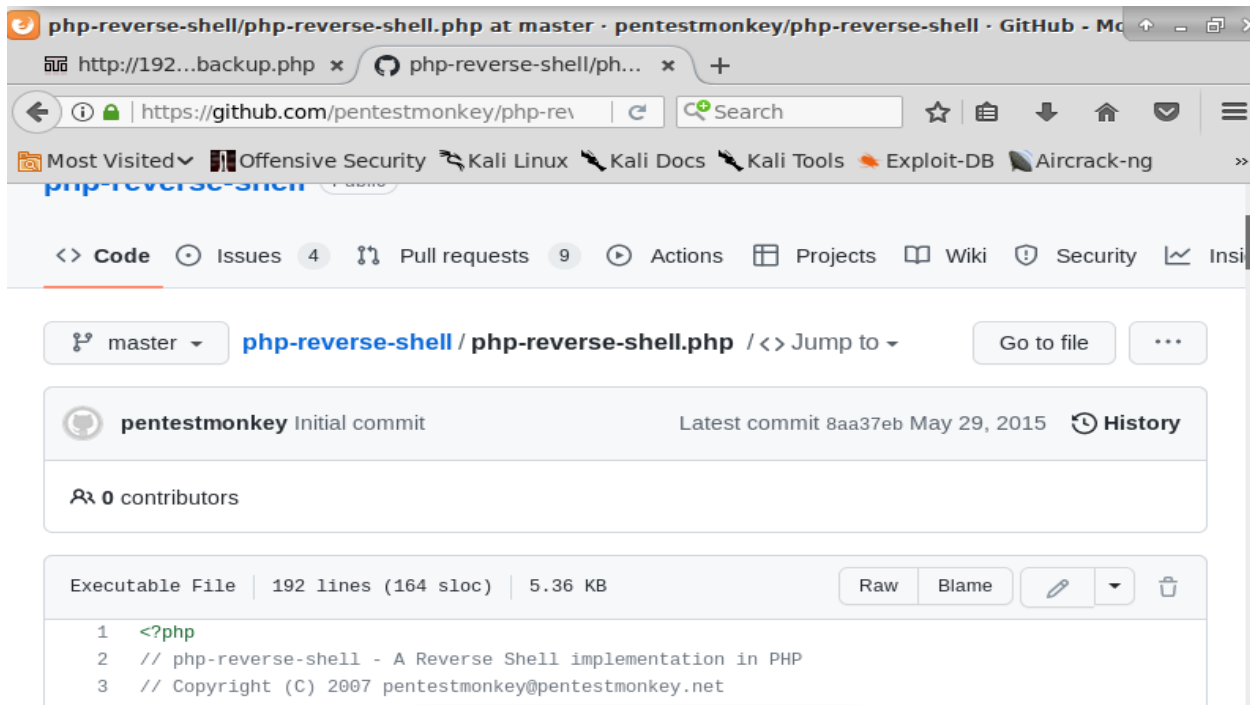 php-reverse-shell/php-reverse-shell.php at master · pentestmonkey/php-reverse-shell · GitHub - Mo
http://192...backup.php × php-reverse-shell/ph... × +
https://github.com/pentestmonkey/php-rev Search
Most Visited Offensive Security Kali Linux Kali Docs Kali Tools Exploit-DB Aircrack-ng »
php-reverse-shell Public
<> Code Issues 4 Pull requests 9 Actions Projects Wiki Security Insi
master php-reverse-shell / php-reverse-shell.php / <> Jump to Go to file ...
pentestmonkey Initial commit Latest commit 8aa37eb May 29, 2015 History
0 contributors
Executable File 192 lines (164 sloc) 5.36 KB Raw Blame
1 <?php
2 // php-reverse-shell - A Reverse Shell implementation in PHP
3 // Copyright (C) 2007 pentestmonkey@pentestmonkey.net